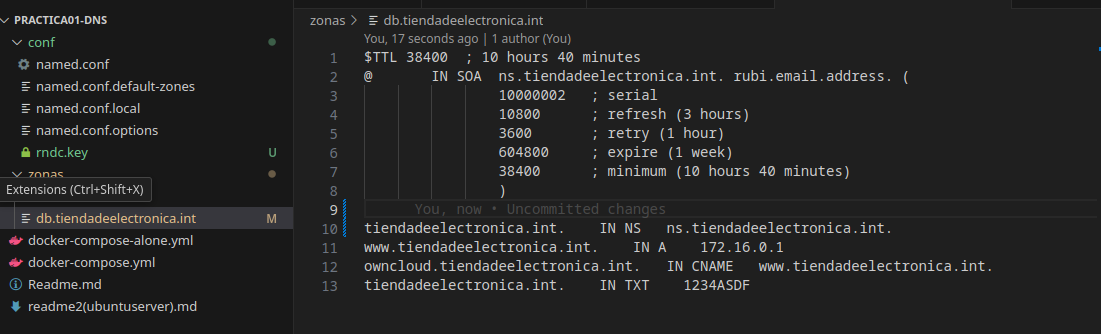 PRACTICA01-DNS
conf
named.conf
named.conf.default-zones
named.conf.local
named.conf.options
rndc.key U
zonas
Extensions (Ctrl+Shift+X)
db.tiendadeelectronica.int M
docker-compose-alone.yml
docker-compose.yml
Readme.md
readme2(ubuntuserver).md
zonas > db.tiendadeelectronica.int
You, 17 seconds ago | 1 author (You)
1 $TTL 38400 ; 10 hours 40 minutes
2 @ IN SOA ns.tiendadeelectronica.int. rubi.email.address. (
3 10000002 ; serial
4 10800 ; refresh (3 hours)
5 3600 ; retry (1 hour)
6 604800 ; expire (1 week)
7 38400 ; minimum (10 hours 40 minutes)
8 )
9 You, now • Uncommitted changes
10 tiendadeelectronica.int. IN NS ns.tiendadeelectronica.int.
11 www.tiendadeelectronica.int. IN A 172.16.0.1
12 owncloud.tiendadeelectronica.int. IN CNAME www.tiendadeelectronica.int.
13 tiendadeelectronica.int. IN TXT 1234ASDF